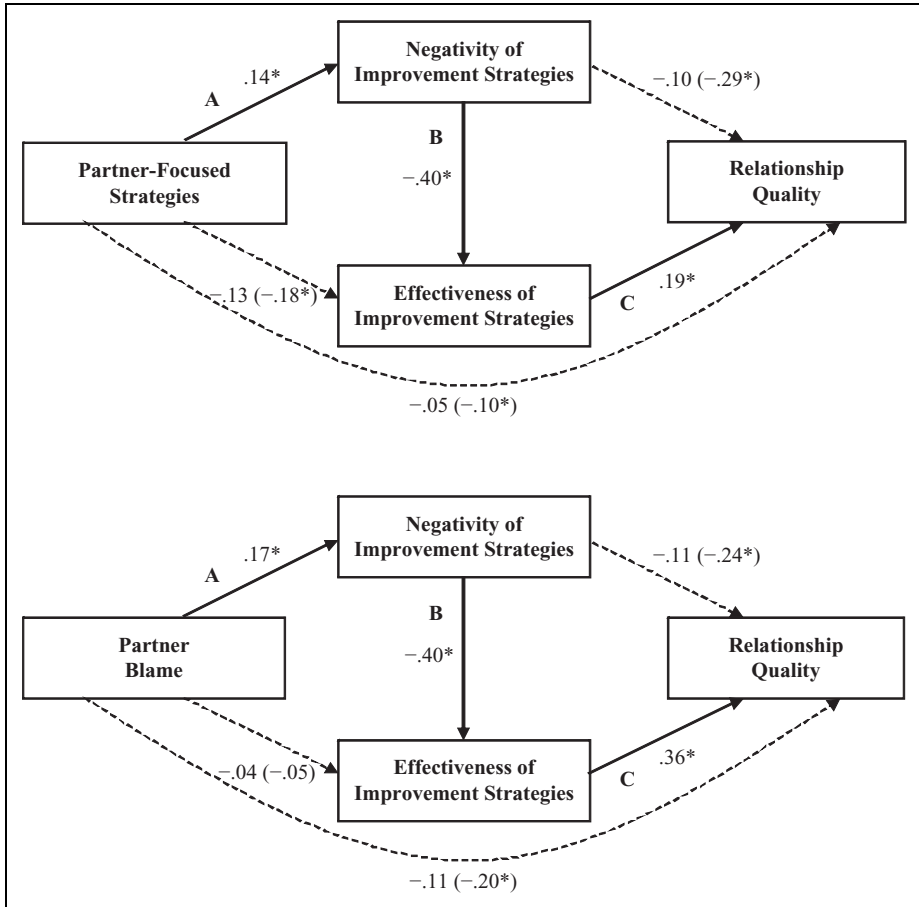 Negativity of
Improvement Strategies
.14*
A
−.10 (−.29*)
B
−.40*
Partner-Focused
Strategies
Relationship
Quality
−.13 (−.18*)
Effectiveness of
Improvement Strategies
.19*
C
−.05 (−.10*)
Negativity of
Improvement Strategies
.17*
A
−.11 (−.24*)
B
−.40*
Partner
Blame
Relationship
Quality
−.04 (−.05)
Effectiveness of
Improvement Strategies
.36*
C
−.11 (−.20*)